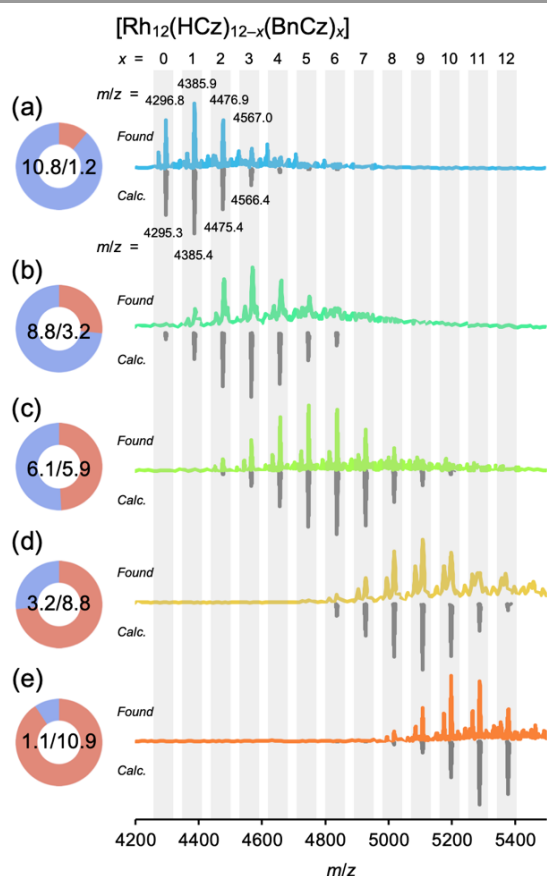 [Rh12(HCz)12–x(BnCz)x]
x = 0 1 2 3 4 5 6 7 8 9 10 11 12
(a)
m/z =
4296.8
4385.9
4476.9
4567.0
10.8/1.2
Found
Calc.
4295.3
4385.4
4475.4
4566.4
m/z =
(b)
8.8/3.2
Found
Calc.
(c)
6.1/5.9
Found
Calc.
(d)
3.2/8.8
Found
Calc.
(e)
1.1/10.9
Found
Calc.
4200 4400 4600 4800 5000 5200 5400
m/z